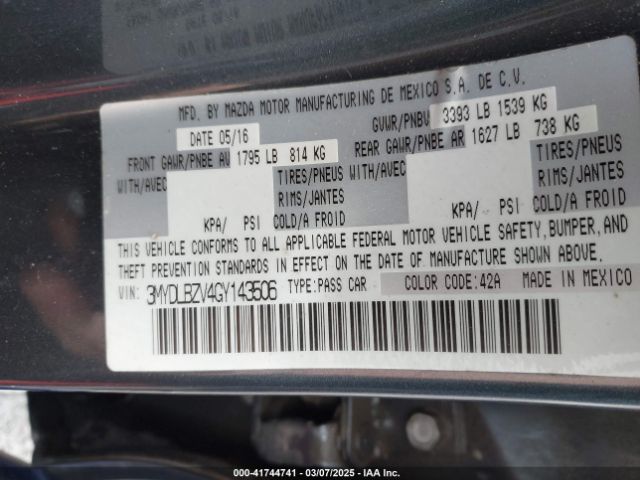 MFD. BY MAZDA MOTOR MANUFACTURING DE MEXICO S.A. DE C.V.
DATE 05/16 GVWR/PNBV 3393 LB 1539 KG
FRONT GAWR/PNBE AV 1795 LB 814 KG REAR GAWR/PNBE AR 1627 LB 738 KG
WITH/AVEC TIRES/PNEUS WITH/AVEC TIRES/PNEUS
RIMS/JANTES RIMS/JANTES
KPA/ PSI COLD/A FROID KPA/ PSI COLD/A FROID
THIS VEHICLE CONFORMS TO ALL APPLICABLE FEDERAL MOTOR VEHICLE SAFETY, BUMPER, AND
THEFT PREVENTION STANDARDS IN EFFECT ON THE DATE OF MANUFACTURE SHOWN ABOVE.
VIN: 3MYDLBZV4GY143506 TYPE:PASS CAR COLOR CODE:42A MADE IN MEXICO
000-41744741 | 03/07/2025 | IAA Inc.